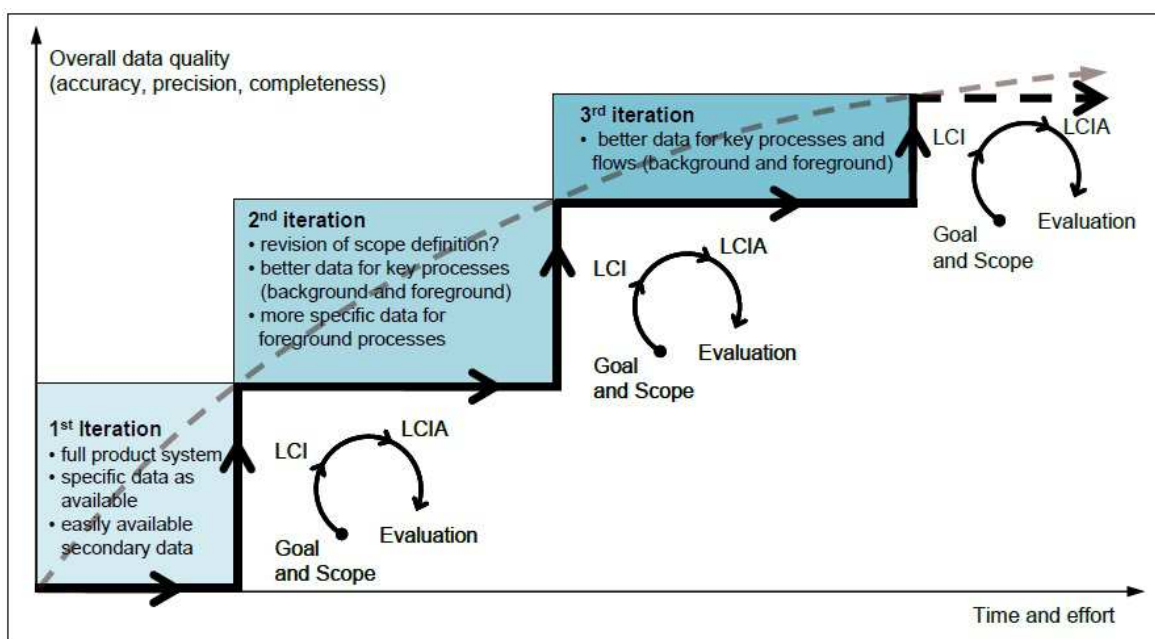 Overall data quality
(accuracy, precision, completeness)
3rd iteration
• better data for key processes and
flows (background and foreground)
LCI
LCIA
Goal
and Scope
Evaluation
2nd iteration
• revision of scope definition?
• better data for key processes
(background and foreground)
• more specific data for
foreground processes
LCI
LCIA
Goal
and Scope
Evaluation
1st Iteration
• full product system
• specific data as
available
• easily available
secondary data
LCI
LCIA
Goal
and Scope
Evaluation
Time and effort